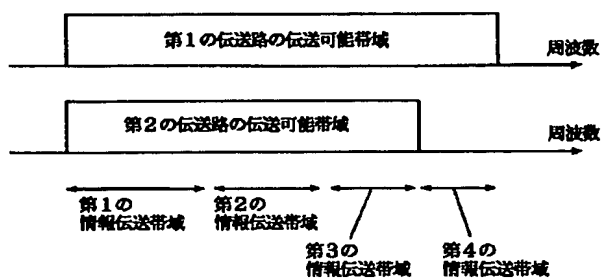 第1の伝送路の伝送可能帯域
周波数
第2の伝送路の伝送可能帯域
周波数
第1の
情報伝送帯域
第2の
情報伝送帯域
第3の
情報伝送帯域
第4の
情報伝送帯域